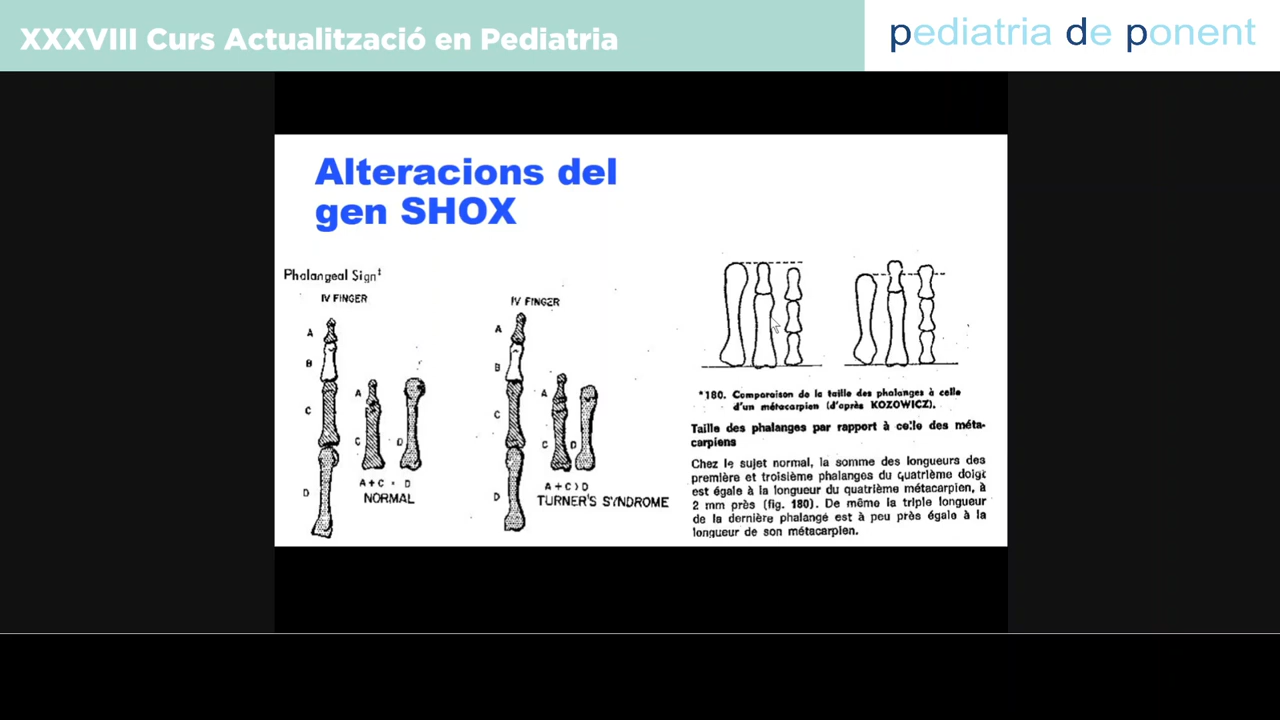 XXXVIII Curs Actualització en Pediatria
pediatria de ponent
Alteracions del
gen SHOX
Phalangeal Sign‡
IV FINGER
A
B
C
D
A
C
D
A+C = D
NORMAL
IV FINGER
A
B
C
D
A
C
D
A+C>D
TURNER'S SYNDROME
*180. Comparaison de la taille des phalanges à celle
d'un métacarpien (d'après KOZOWICZ).
Taille des phalanges par rapport à celle des méta-
carpiens
Chez le sujet normal, la somme des longueurs des
première et troisième phalanges du quatrième doigt
est égale à la longueur du quatrième métacarpien, à
2 mm près (fig. 180). De même la triple longueur
de la dernière phalange est à peu près égale à la
longueur de son métacarpien.